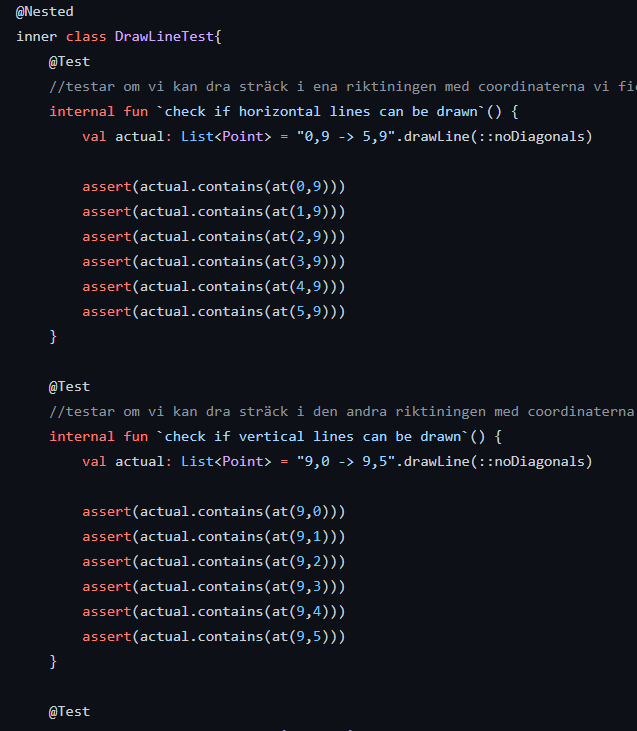 @Nested
inner class DrawLineTest{
@Test
//testar om vi kan dra sträck i ena riktiningen med coordinaterna vi
internal fun `check if horizontal lines can be drawn`() {
val actual: List<Point> = "0,9 -> 5,9".drawLine(::noDiagonals)
assert(actual.contains(at(0,9)))
assert(actual.contains(at(1,9)))
assert(actual.contains(at(2,9)))
assert(actual.contains(at(3,9)))
assert(actual.contains(at(4,9)))
assert(actual.contains(at(5,9)))
}
@Test
//testar om vi kan dra sträck i den andra riktiningen med coordinaterna
internal fun `check if vertical lines can be drawn`() {
val actual: List<Point> = "9,0 -> 9,5".drawLine(::noDiagonals)
assert(actual.contains(at(9,0)))
assert(actual.contains(at(9,1)))
assert(actual.contains(at(9,2)))
assert(actual.contains(at(9,3)))
assert(actual.contains(at(9,4)))
assert(actual.contains(at(9,5)))
}
@Test